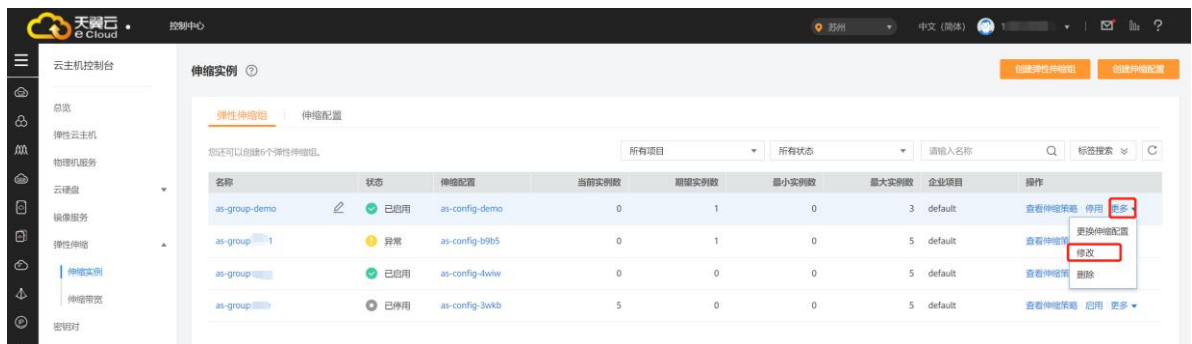 天翼云
e Cloud
控制中心
苏州
中文 (简体)
1
云主机控制台
总览
弹性云主机
物理机服务
云硬盘
镜像服务
弹性伸缩
伸缩实例
伸缩带宽
密钥对
伸缩实例
创建弹性伸缩组 创建伸缩配置
弹性伸缩组 伸缩配置
您还可以创建6个弹性伸缩组。
所有项目 所有状态 请输入名称 标签搜索
名称 状态 伸缩配置 当前实例数 期望实例数 最小实例数 最大实例数 企业项目 操作
as-group-demo 已启用 as-config-demo 0 1 0 3 default 查看伸缩策略 停用 更多
as-group 1 异常 as-config-b9b5 0 1 0 5 default 查看伸缩策
as-group 已启用 as-config-4wiw 0 0 0 5 default 查看伸缩策
as-group 已停用 as-config-3wkb 5 0 0 5 default 查看伸缩策略 启用 更多
更换伸缩配置
修改
删除